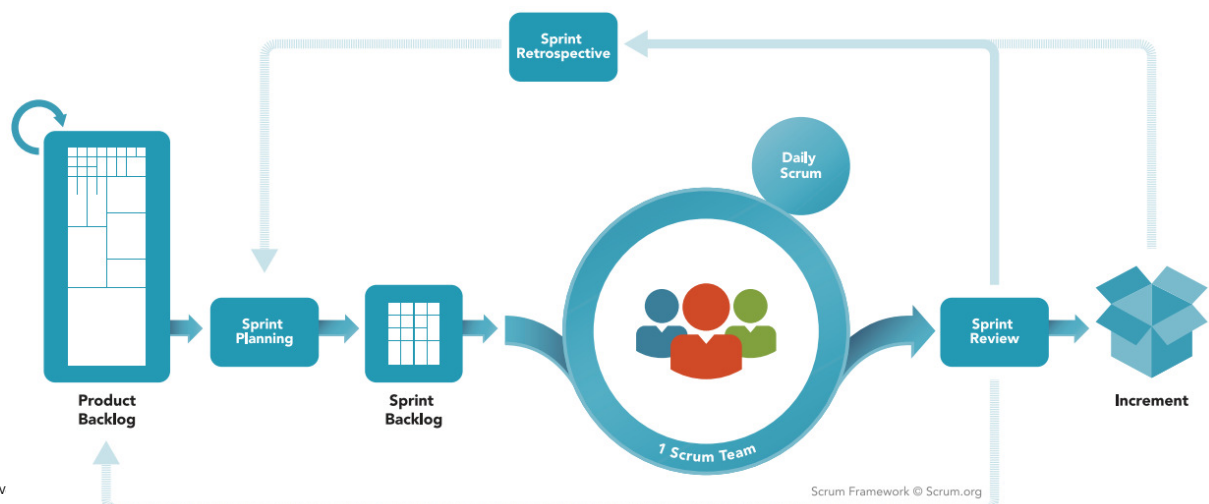 Sprint
Retrospective
Daily
Scrum
Sprint
Planning
Sprint
Review
Product
Backlog
Sprint
Backlog
1 Scrum Team
Increment
Scrum Framework © Scrum.org